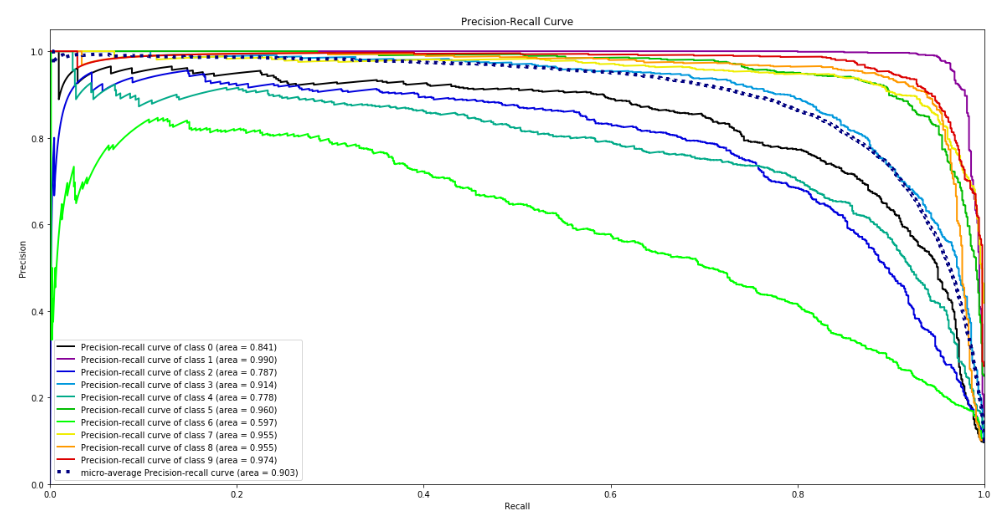 Precision-Recall Curve
1.0
0.8
0.6
0.4
0.2
0.0
Precision
Precision-recall curve of class 0 (area = 0.841)
Precision-recall curve of class 1 (area = 0.990)
Precision-recall curve of class 2 (area = 0.787)
Precision-recall curve of class 3 (area = 0.914)
Precision-recall curve of class 4 (area = 0.778)
Precision-recall curve of class 5 (area = 0.960)
Precision-recall curve of class 6 (area = 0.597)
Precision-recall curve of class 7 (area = 0.955)
Precision-recall curve of class 8 (area = 0.955)
Precision-recall curve of class 9 (area = 0.974)
micro-average Precision-recall curve (area = 0.903)
0.0 0.2 0.4 0.6 0.8 1.0
Recall